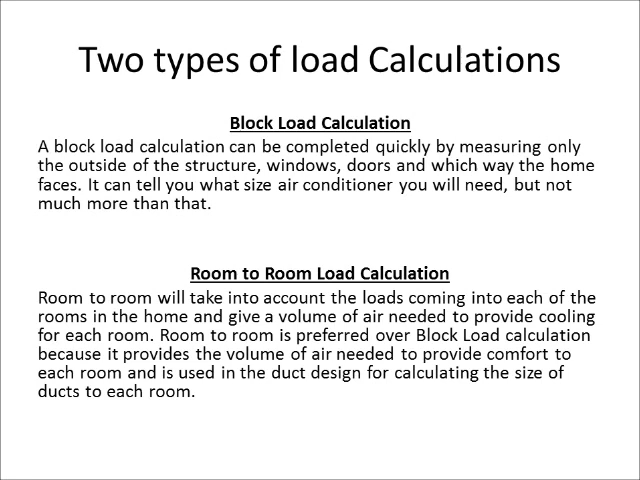 Two types of load Calculations
Block Load Calculation
A block load calculation can be completed quickly by measuring only
the outside of the structure, windows, doors and which way the home
faces. It can tell you what size air conditioner you will need, but not
much more than that.
Room to Room Load Calculation
Room to room will take into account the loads coming into each of the
rooms in the home and give a volume of air needed to provide cooling
for each room. Room to room is preferred over Block Load calculation
because it provides the volume of air needed to provide comfort to
each room and is used in the duct design for calculating the size of
ducts to each room.